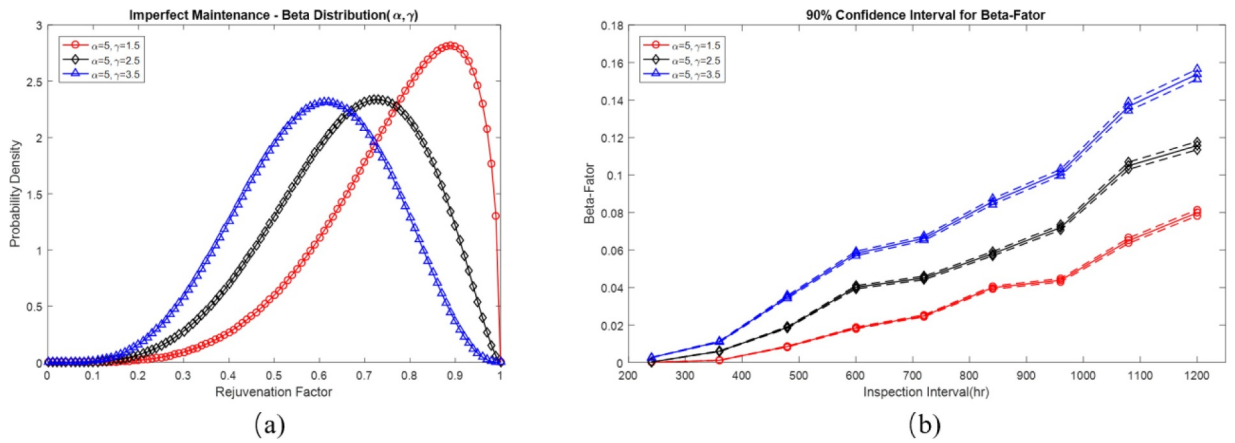 Imperfect Maintenance - Beta Distribution(α,γ)
α=5, γ=1.5
α=5, γ=2.5
α=5, γ=3.5
Probability Density
3
2.5
2
1.5
1
0.5
0
0 0.1 0.2 0.3 0.4 0.5 0.6 0.7 0.8 0.9 1
Rejuvenation Factor
(a)
90% Confidence Interval for Beta-Fator
α=5, γ=1.5
α=5, γ=2.5
α=5, γ=3.5
Beta-Fator
0.18
0.16
0.14
0.12
0.1
0.08
0.06
0.04
0.02
0
200 300 400 500 600 700 800 900 1000 1100 1200
Inspection Interval(hr)
(b)